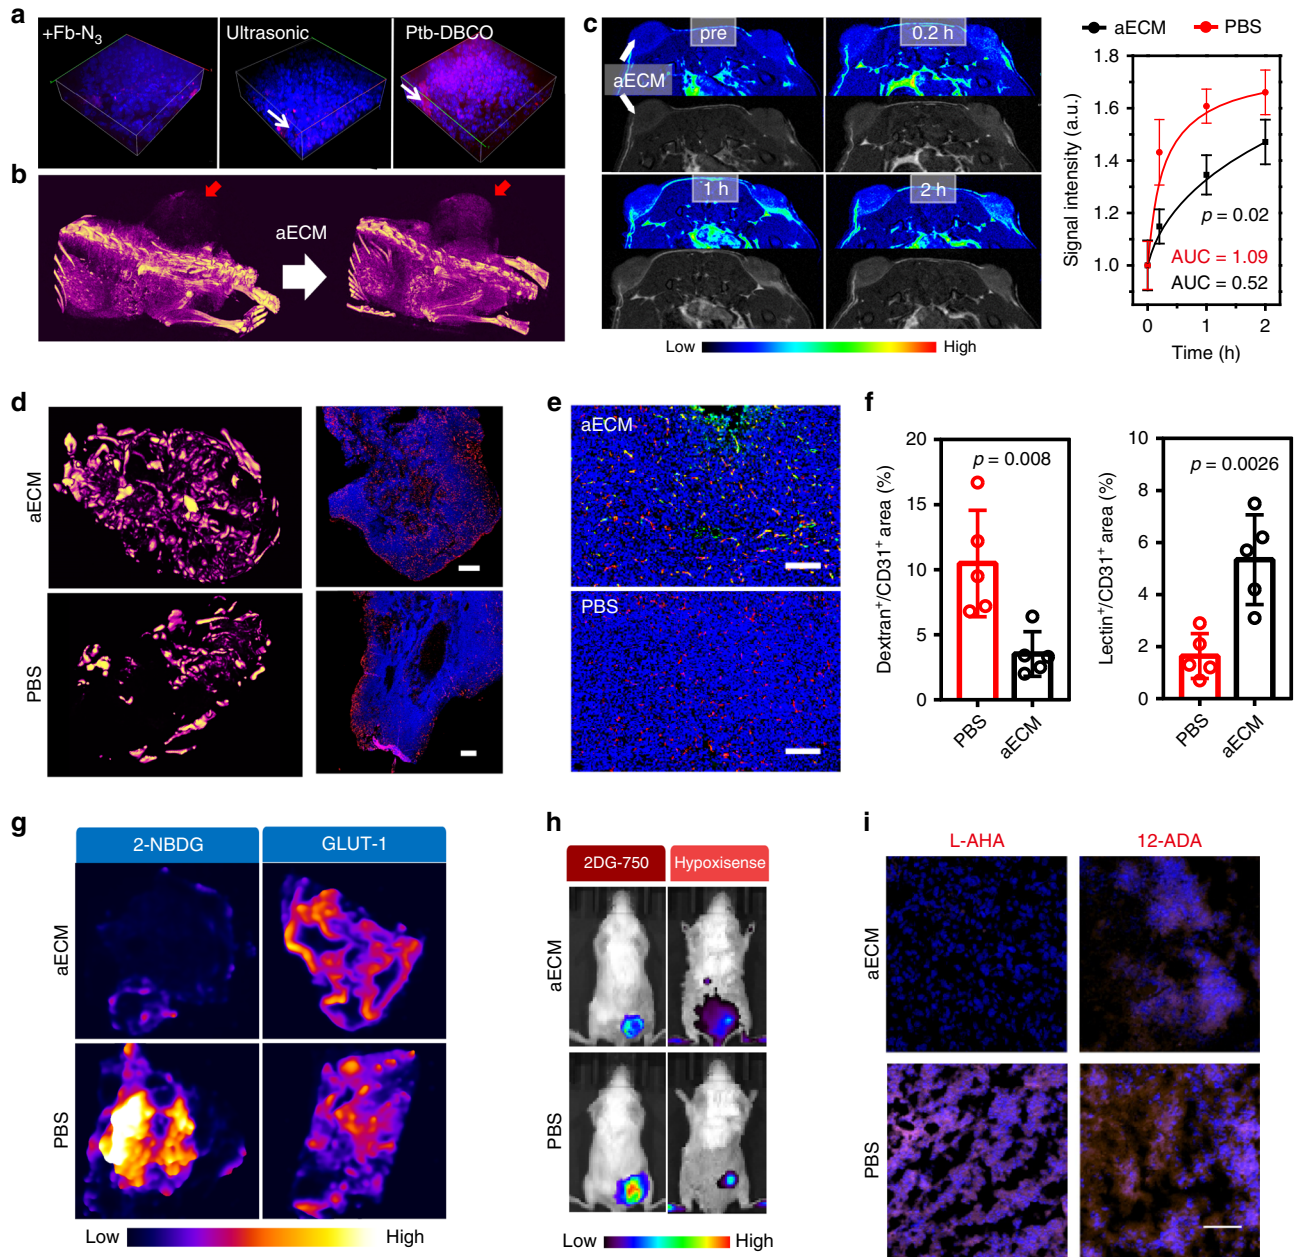 a
+Fb-N3
Ultrasonic
Ptb-DBCO
b
aECM
c
pre
0.2 h
aECM
1 h
2 h
Low
High
aECM
PBS
Signal intensity (a.u.)
1.8
1.6
1.4
1.2
1.0
p = 0.02
AUC = 1.09
AUC = 0.52
0
1
2
Time (h)
d
aECM
PBS
e
aECM
PBS
f
Dextran+/CD31+ area (%)
20
15
10
5
0
p = 0.008
PBS
aECM
Lectin+/CD31+ area (%)
10
8
6
4
2
0
p = 0.0026
PBS
aECM
g
2-NBDG
GLUT-1
aECM
PBS
Low
High
h
2DG-750
Hypoxisense
aECM
PBS
Low
High
i
L-AHA
12-ADA
aECM
PBS